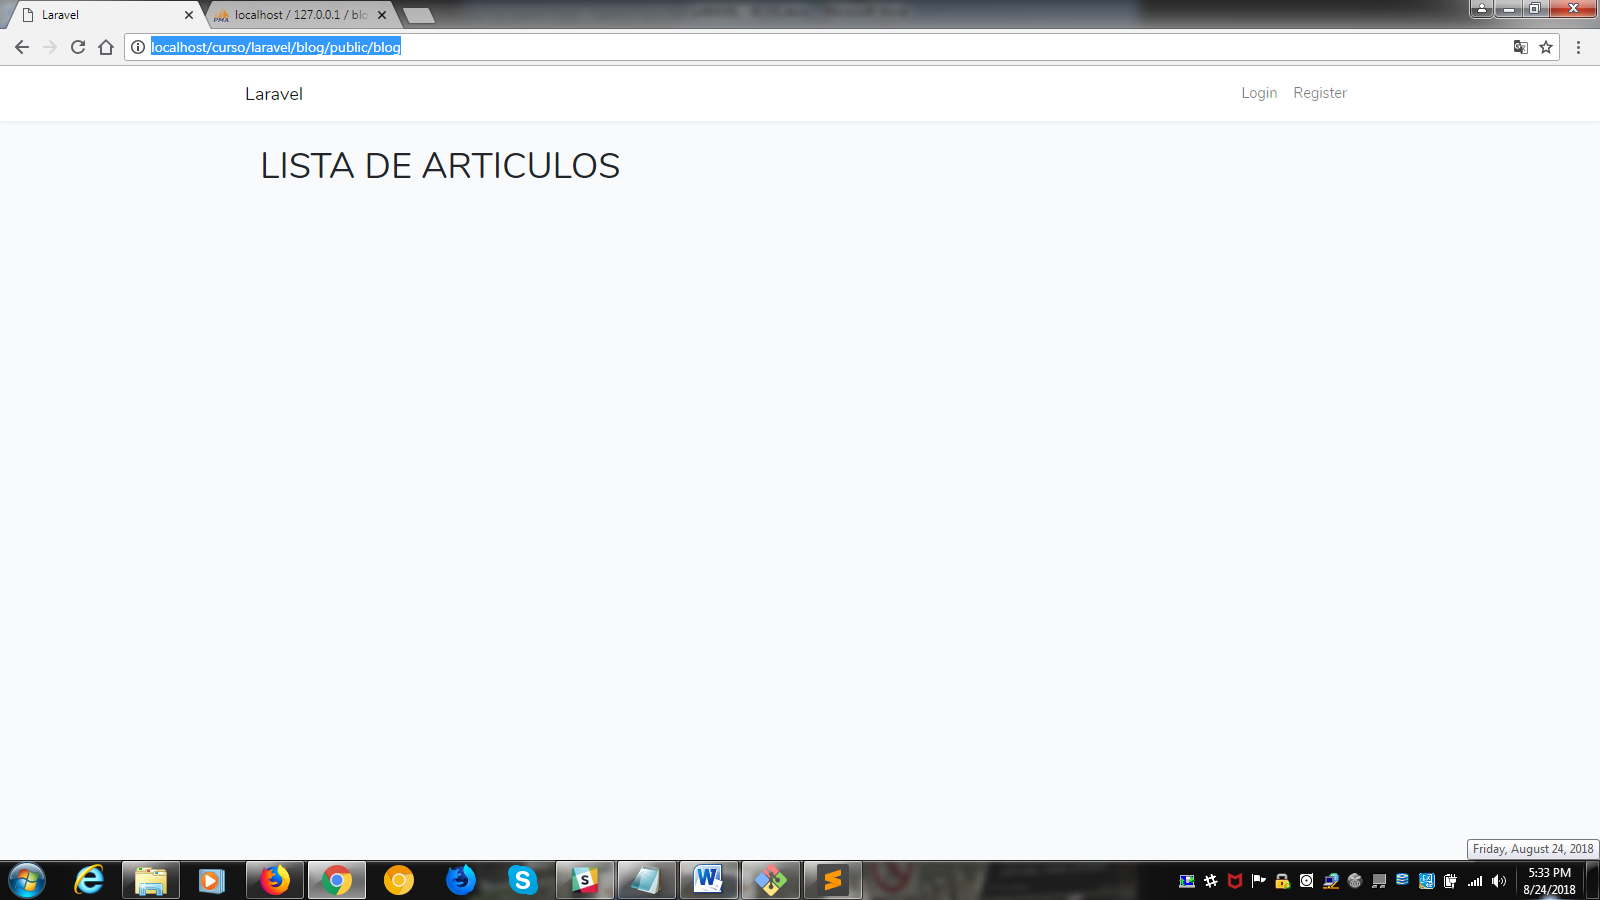 Laravel
localhost / 127.0.0.1 / blo
localhost/curso/laravel/blog/public/blog
Laravel
Login
Register
LISTA DE ARTICULOS
Friday, August 24, 2018
5:33 PM
8/24/2018